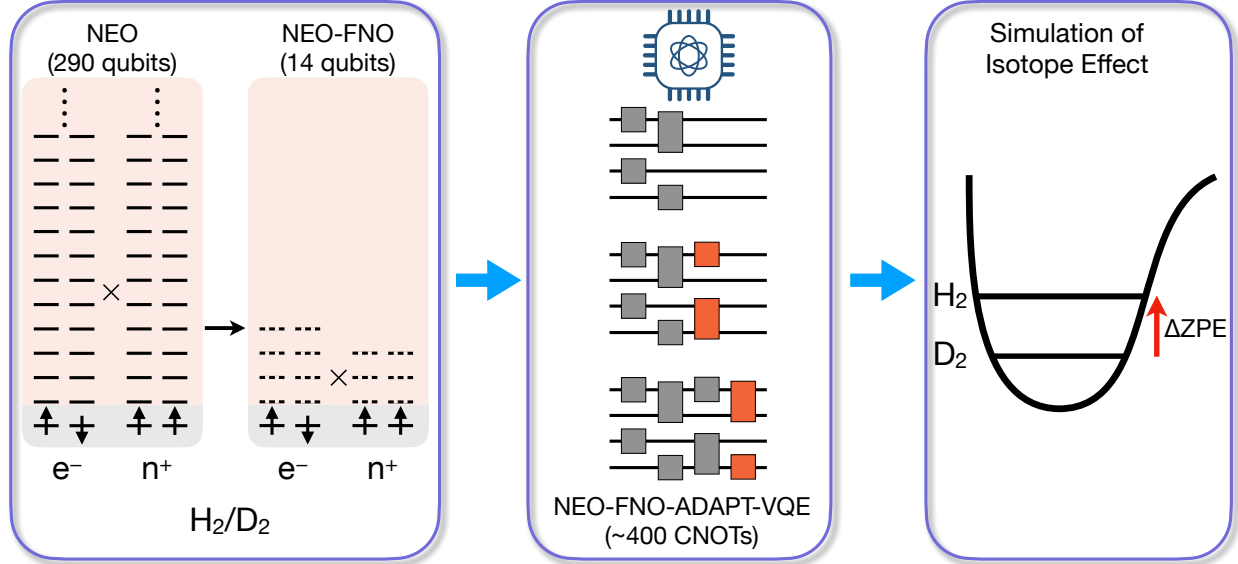 NEO
(290 qubits)
NEO-FNO
(14 qubits)
×
×
e⁻ n⁺
e⁻ n⁺
H₂/D₂
NEO-FNO-ADAPT-VQE
(~400 CNOTs)
Simulation of
Isotope Effect
H₂
ΔZPE
D₂